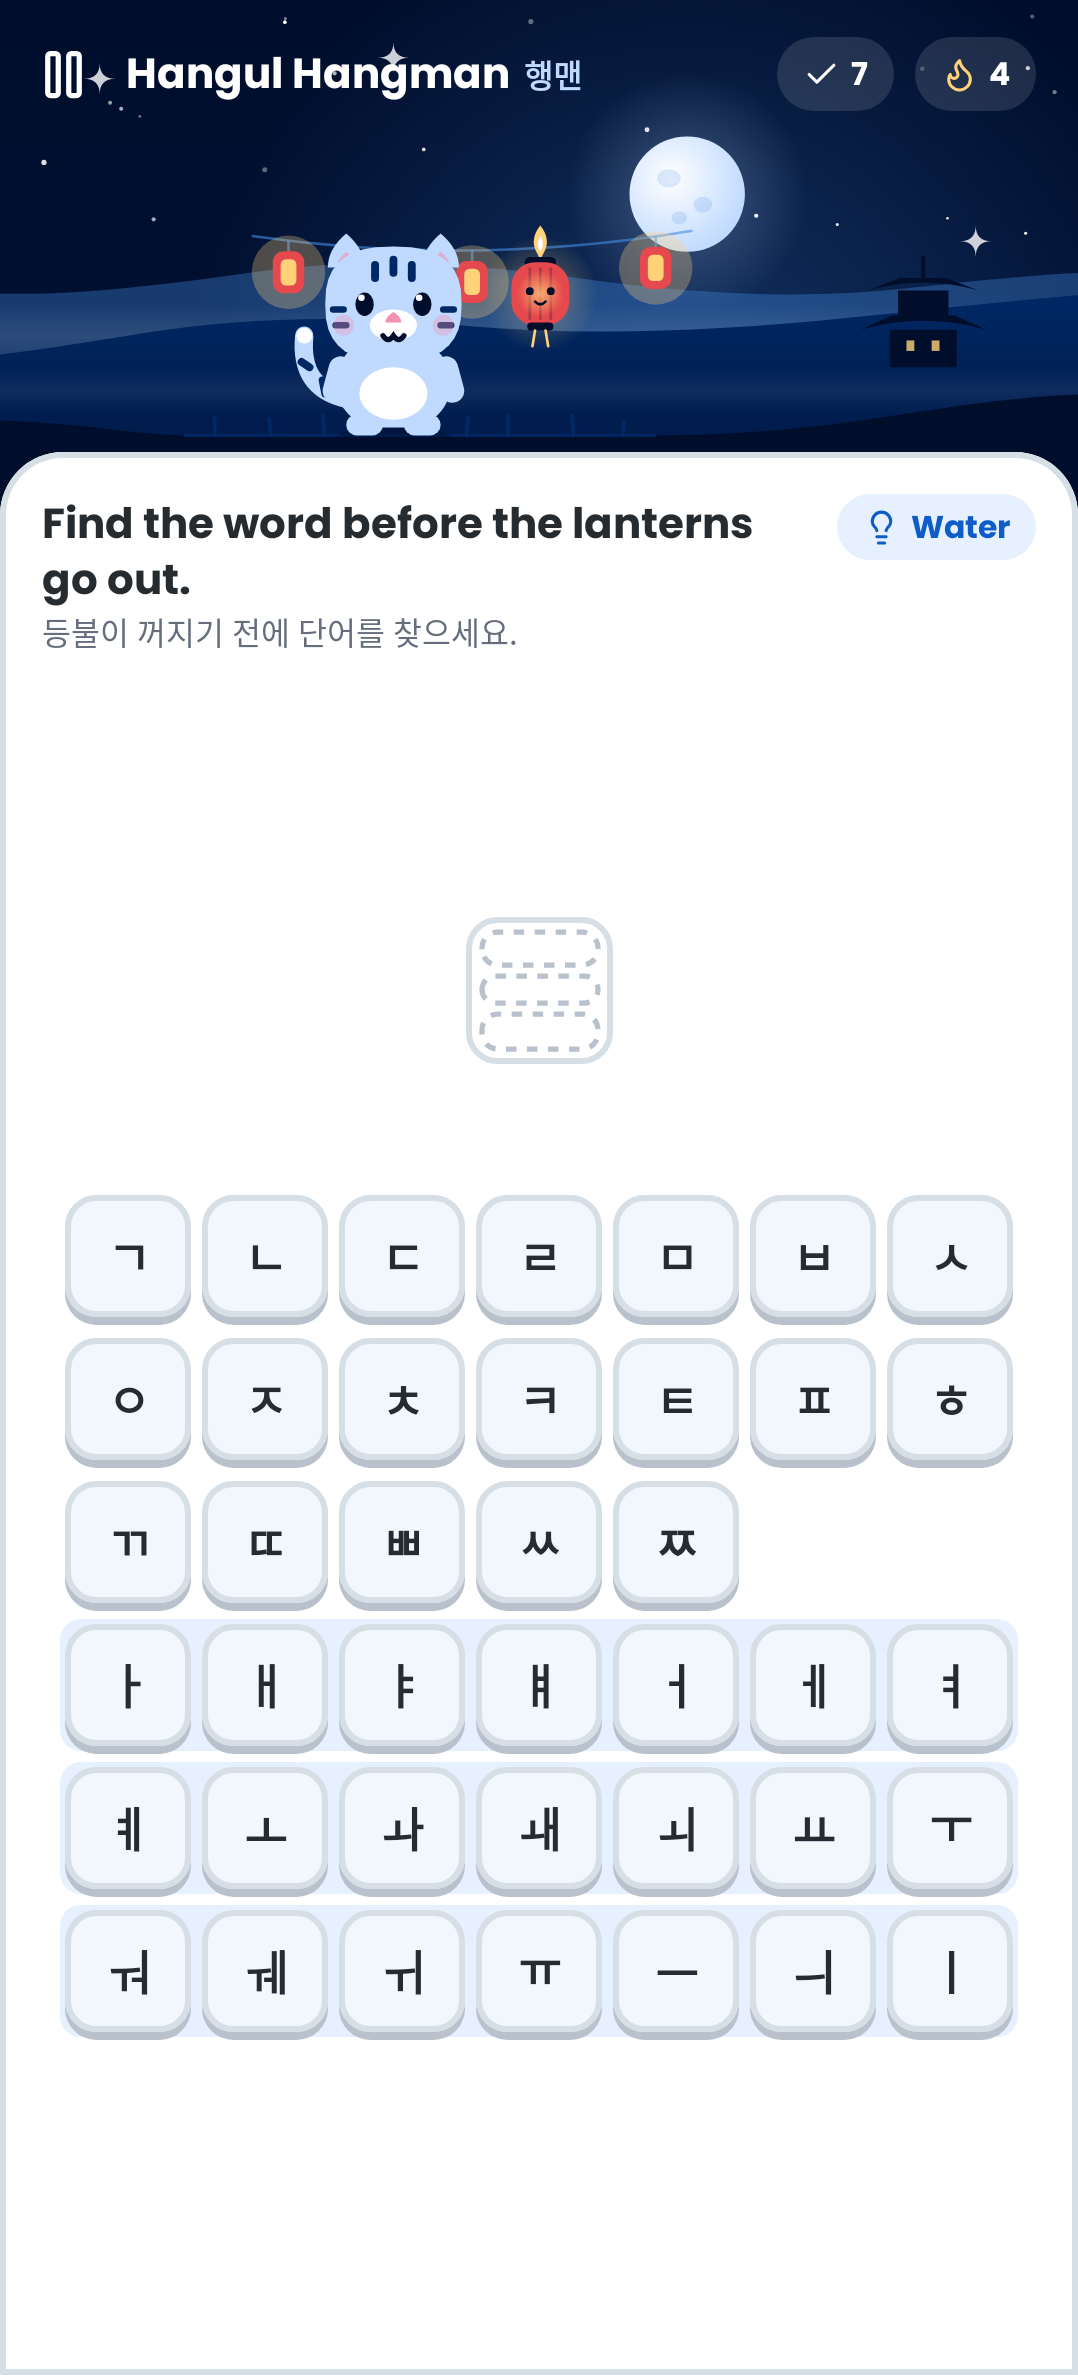 Hangul Hangman 행맨 7 4
Find the word before the lanterns
go out.
Water
등불이 꺼지기 전에 단어를 찾으세요.
ㄱ ㄴ ㄷ ㄹ ㅁ ㅂ ㅅ
ㅇ ㅈ ㅊ ㅋ ㅌ ㅍ ㅎ
ㄲ ㄸ ㅃ ㅆ ㅉ
ㅏ ㅐ ㅑ ㅒ ㅓ ㅔ ㅕ
ㅖ ㅗ ㅘ ㅙ ㅚ ㅛ ㅜ
ㅝ ㅞ ㅟ ㅠ ㅡ ㅢ ㅣ